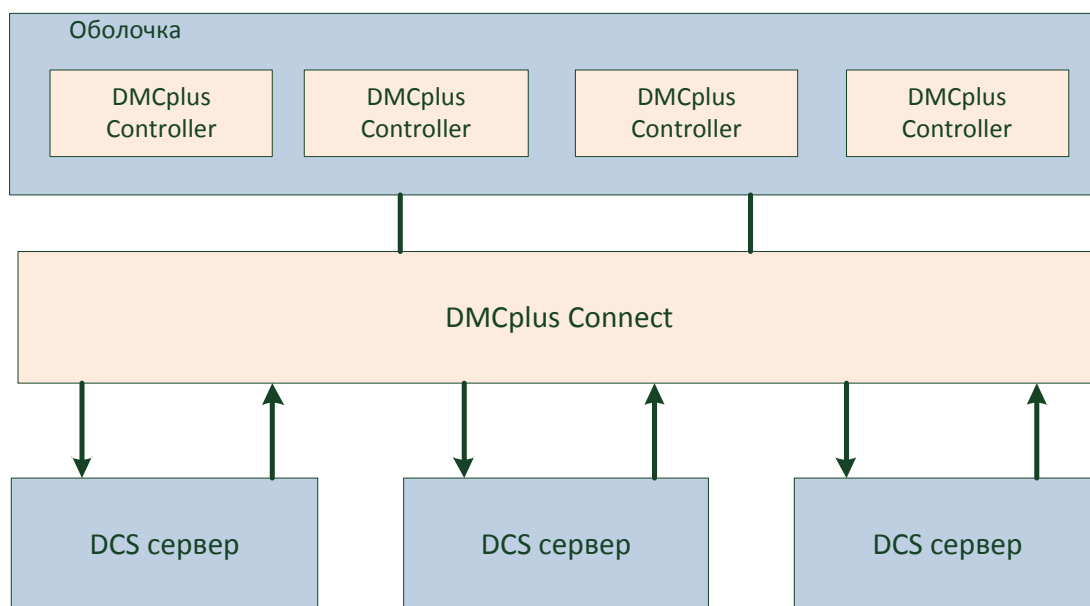 Оболочка
DMCplus
Controller
DMCplus
Controller
DMCplus
Controller
DMCplus
Controller
DMCplus Connect
DCS сервер
DCS сервер
DCS сервер